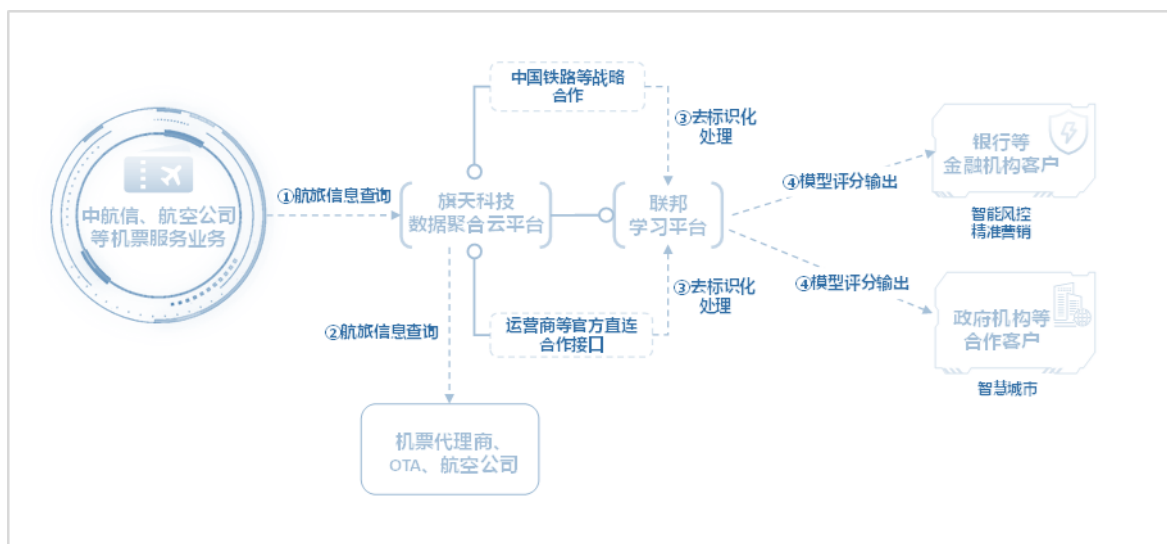 中国铁路等战略
合作
③去标识化
处理
银行等
金融机构客户
④模型评分输出
①航旅信息查询
旗天科技
数据聚合云平台
联邦
学习平台
中航信、航空公司
等机票服务业务
智能风控
精准营销
③去标识化
处理
④模型评分输出
②航旅信息查询
运营商等官方直连
合作接口
政府机构等
合作客户
智慧城市
机票代理商、
OTA、航空公司